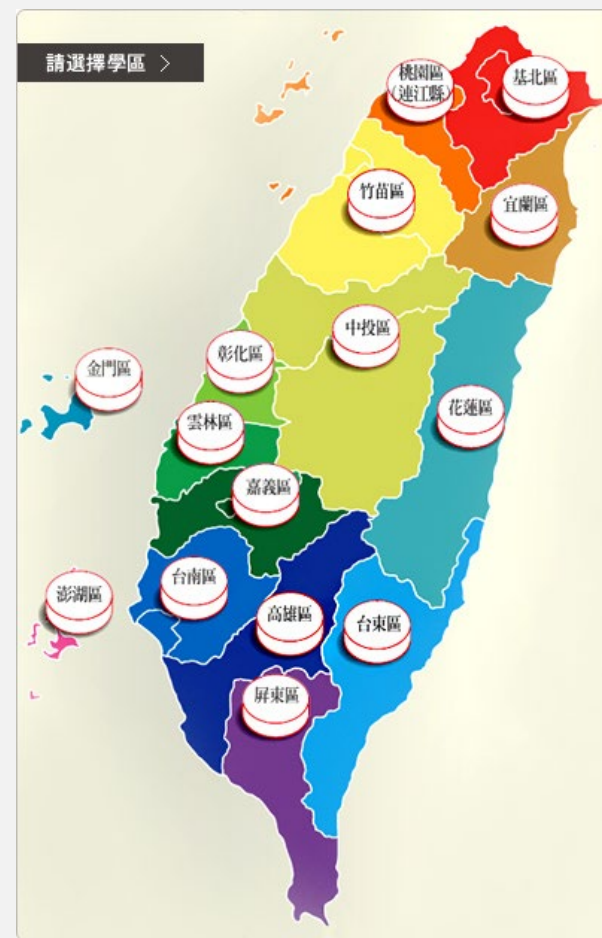 請選擇學區 >
桃園區
(連江縣)
基北區
竹苗區
宜蘭區
中投區
彰化區
金門區
花蓮區
雲林區
嘉義區
台南區
澎湖區
高雄區
台東區
屏東區